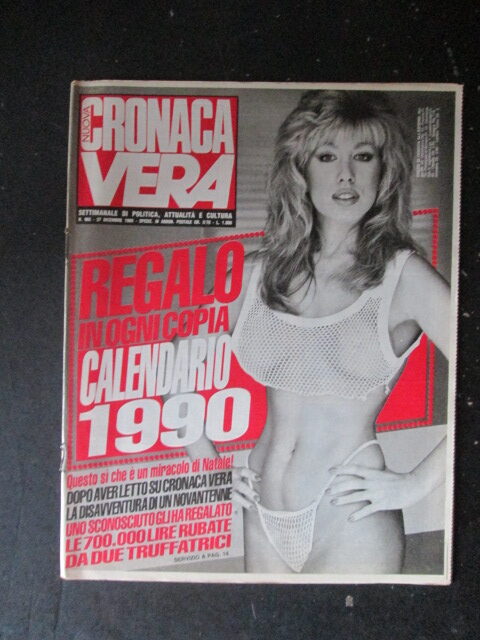 NUOVA
CRONACA
VERA
SETTIMANALE DI POLITICA, ATTUALITÀ E CULTURA
REGALO
IN OGNI COPIA
CALENDARIO
1990
Questo sì che è un miracolo di Natale!
DOPO AVER LETTO SU CRONACA VERA
LA DISAVVENTURA DI UN NOVANTENNE
UNO SCONOSCIUTO GLI HA REGALATO
LE 700.000 LIRE RUBATE
DA DUE TRUFFATRICI
SERVIZIO A PAG. 14